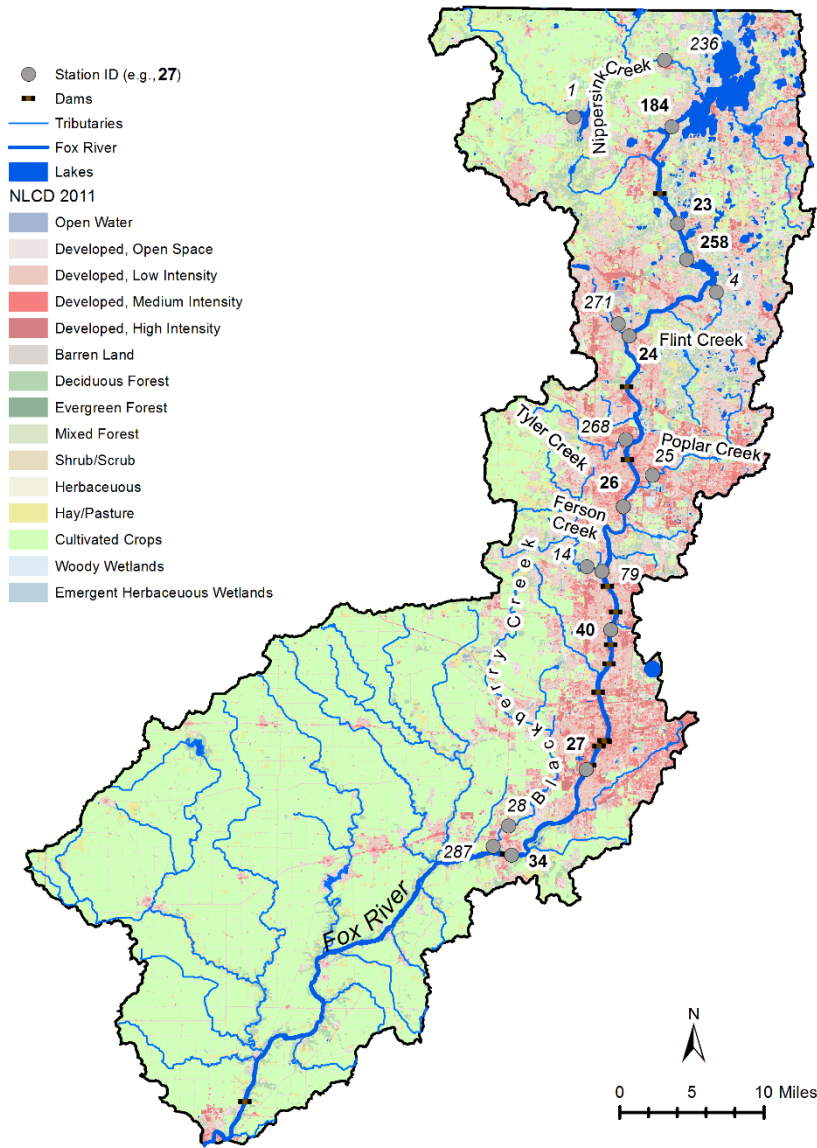 Station ID (e.g., 27)
Dams
Tributaries
Fox River
Lakes
NLCD 2011
Open Water
Developed, Open Space
Developed, Low Intensity
Developed, Medium Intensity
Developed, High Intensity
Barren Land
Deciduous Forest
Evergreen Forest
Mixed Forest
Shrub/Scrub
Herbaceuous
Hay/Pasture
Cultivated Crops
Woody Wetlands
Emergent Herbaceuous Wetlands
236
Nippersink Creek
1
184
23
258
4
271
Flint Creek
24
Tyler Creek
268
Poplar Creek
25
26
Ferson
Creek
14
79
Blackberry Creek
40
27
28
287
34
Fox River
N
0 5 10 Miles